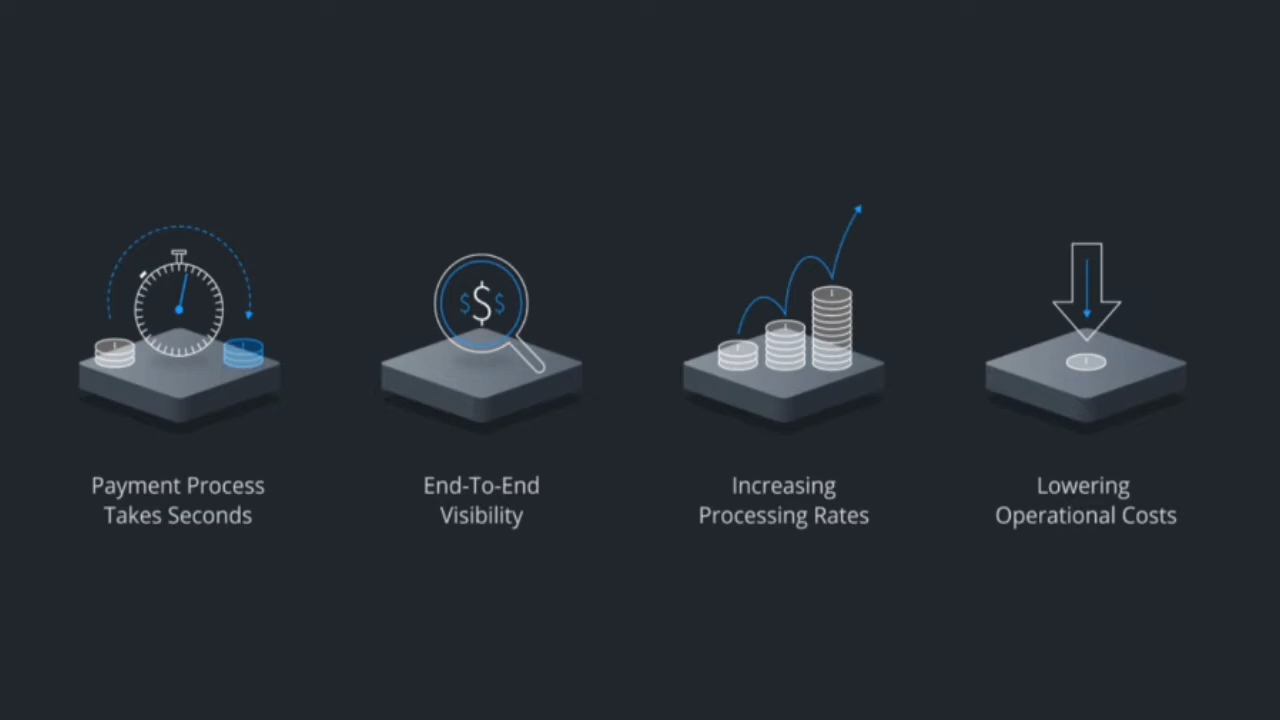 Payment Process
Takes Seconds
$ $ $
End-To-End
Visibility
Increasing
Processing Rates
Lowering
Operational Costs